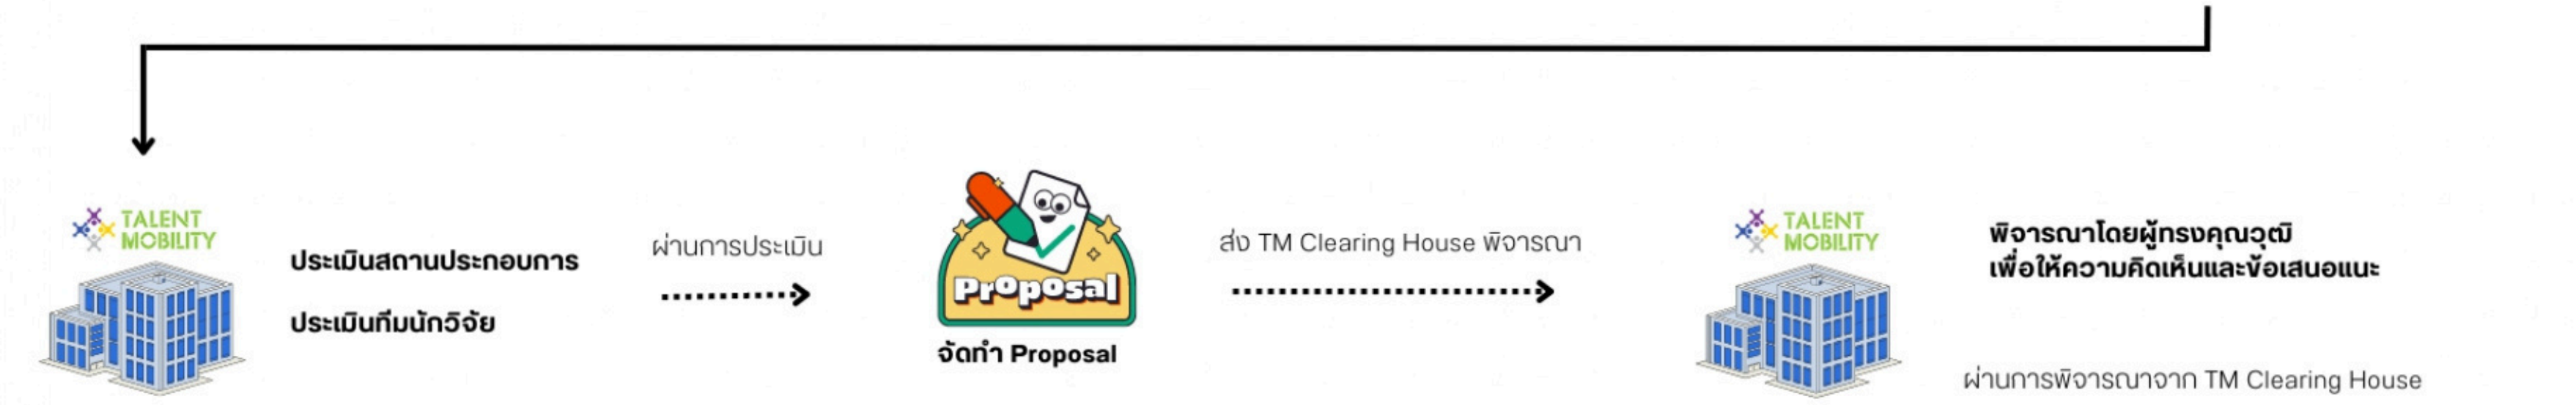 TALENT
MOBILITY
ประเมินสถานประกอบการ
ประเมินทีมนักวิจัย
ผ่านการประเมิน
Proposal
จัดทำ Proposal
ส่ง TM Clearing House พิจารณา
TALENT
MOBILITY
พิจารณาโดยผู้ทรงคุณวุฒิ
เพื่อให้ความคิดเห็นและข้อเสนอแนะ
ผ่านการพิจารณาจาก TM Clearing House